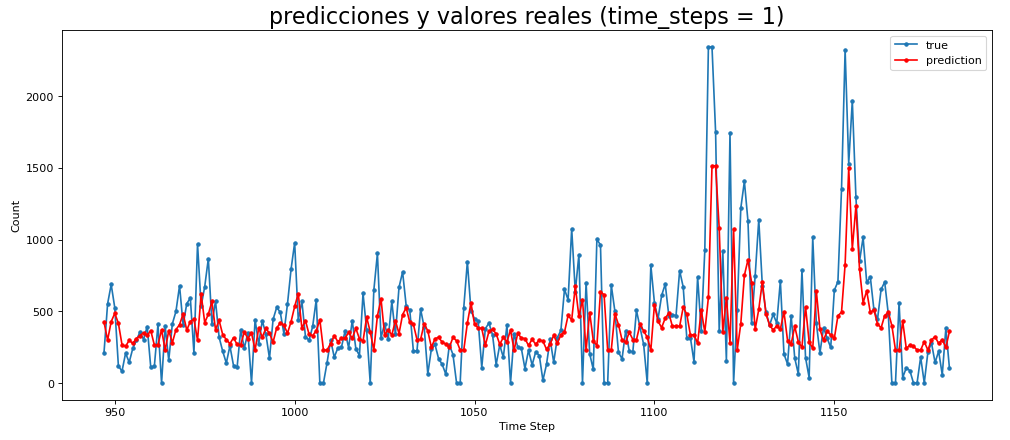 predicciones y valores reales (time_steps = 1)
true
prediction
2000
1500
1000
500
0
Count
950
1000
1050
1100
1150
Time Step